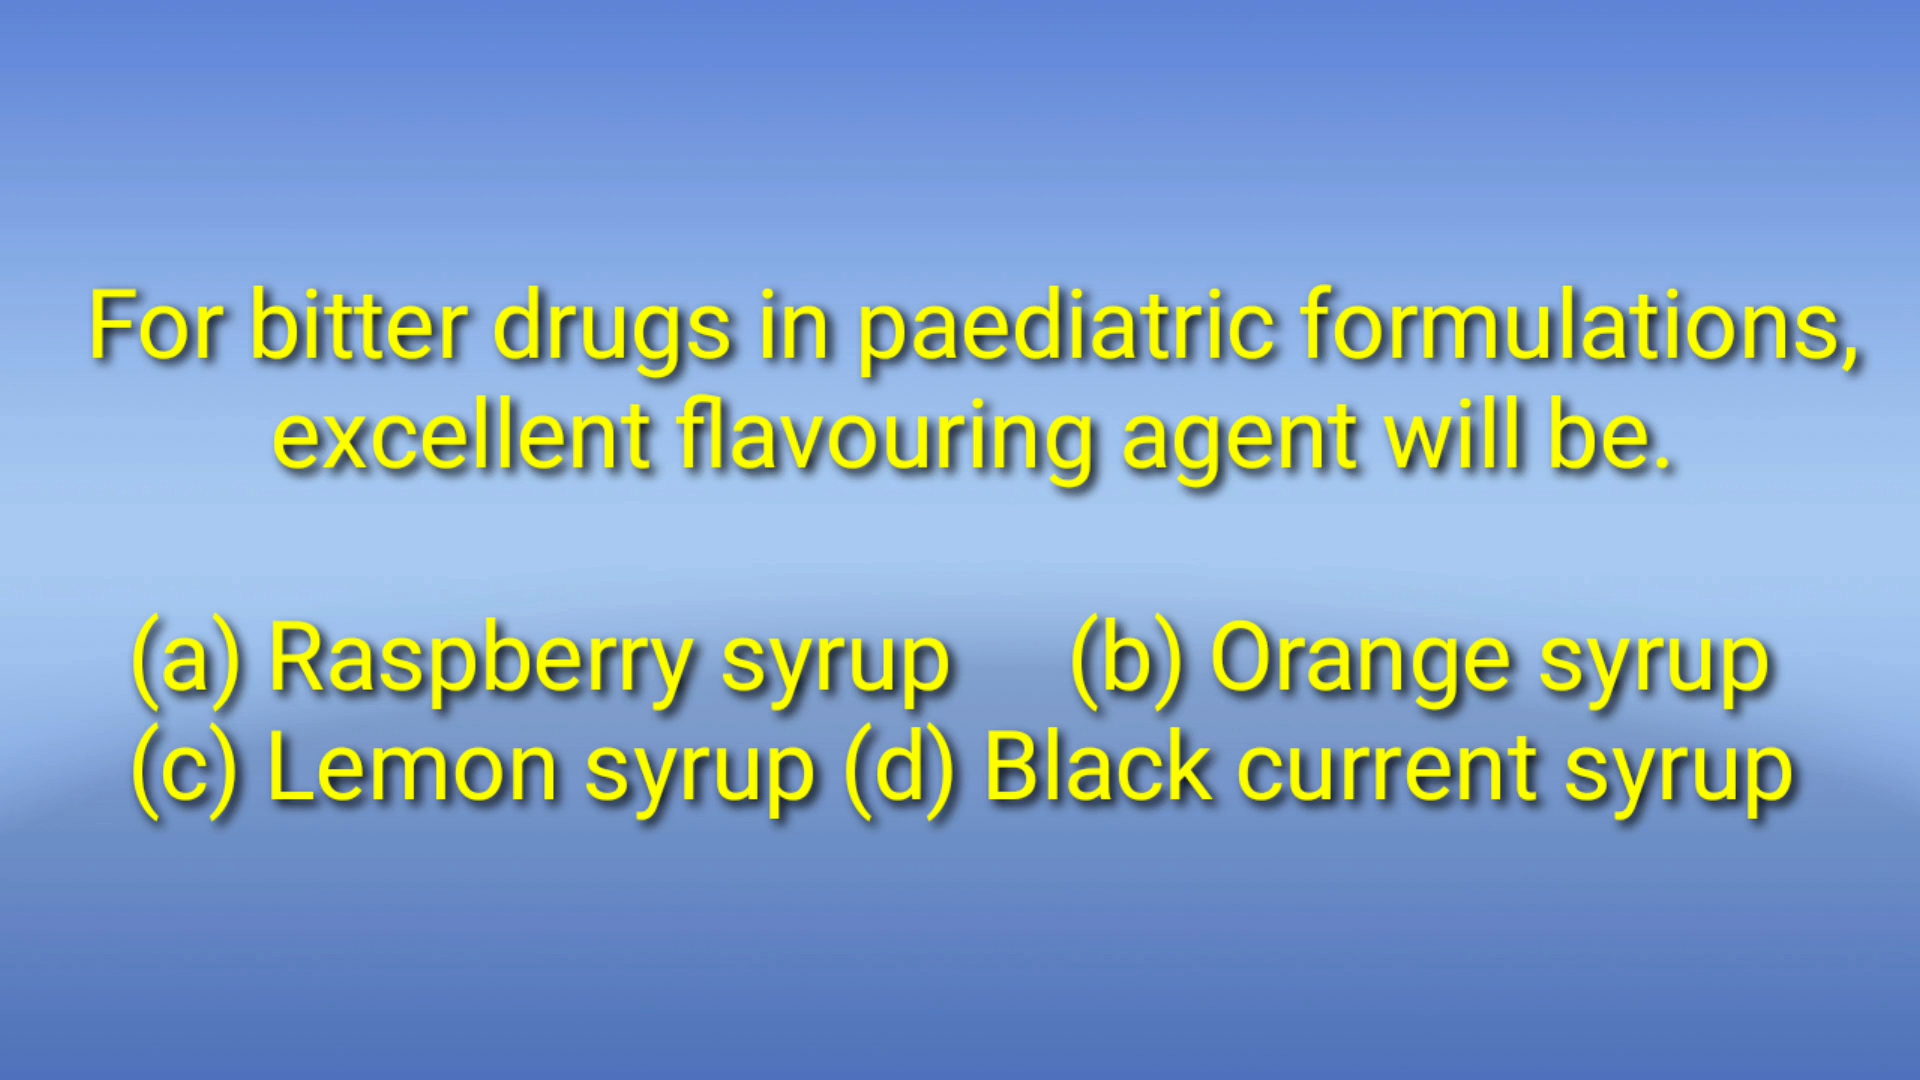 For bitter drugs in paediatric formulations,
excellent flavouring agent will be.
(a) Raspberry syrup (b) Orange syrup
(c) Lemon syrup (d) Black current syrup